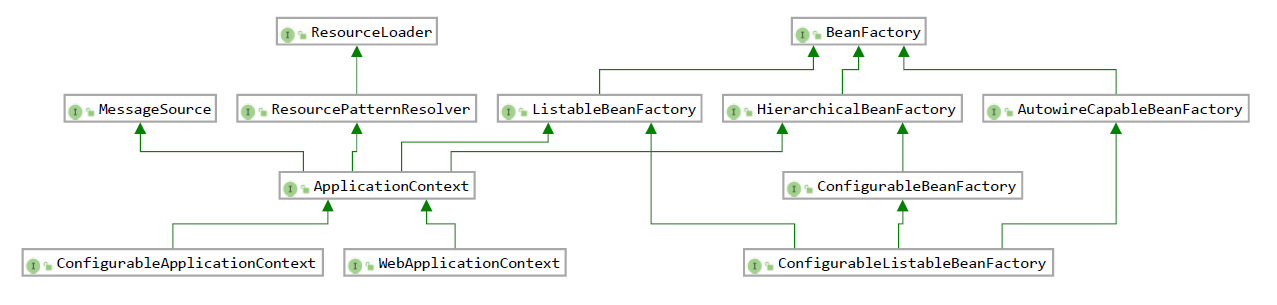 ResourceLoader
BeanFactory
MessageSource
ResourcePatternResolver
ListableBeanFactory
HierarchicalBeanFactory
AutowireCapableBeanFactory
ApplicationContext
ConfigurableBeanFactory
ConfigurableApplicationContext
WebApplicationContext
ConfigurableListableBeanFactory